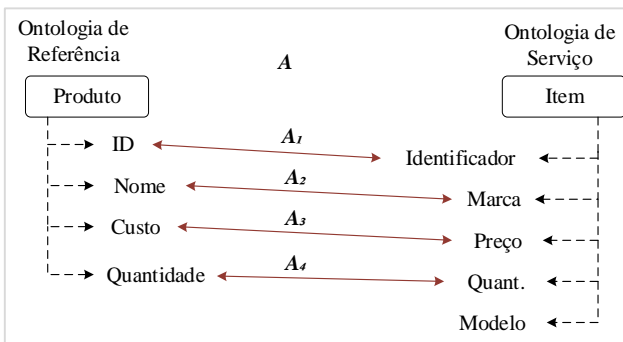 Ontologia de
Referência
A
Ontologia de
Serviço
Produto
Item
ID
A1
Identificador
Nome
A2
Marca
Custo
A3
Preço
Quantidade
A4
Quant.
Modelo